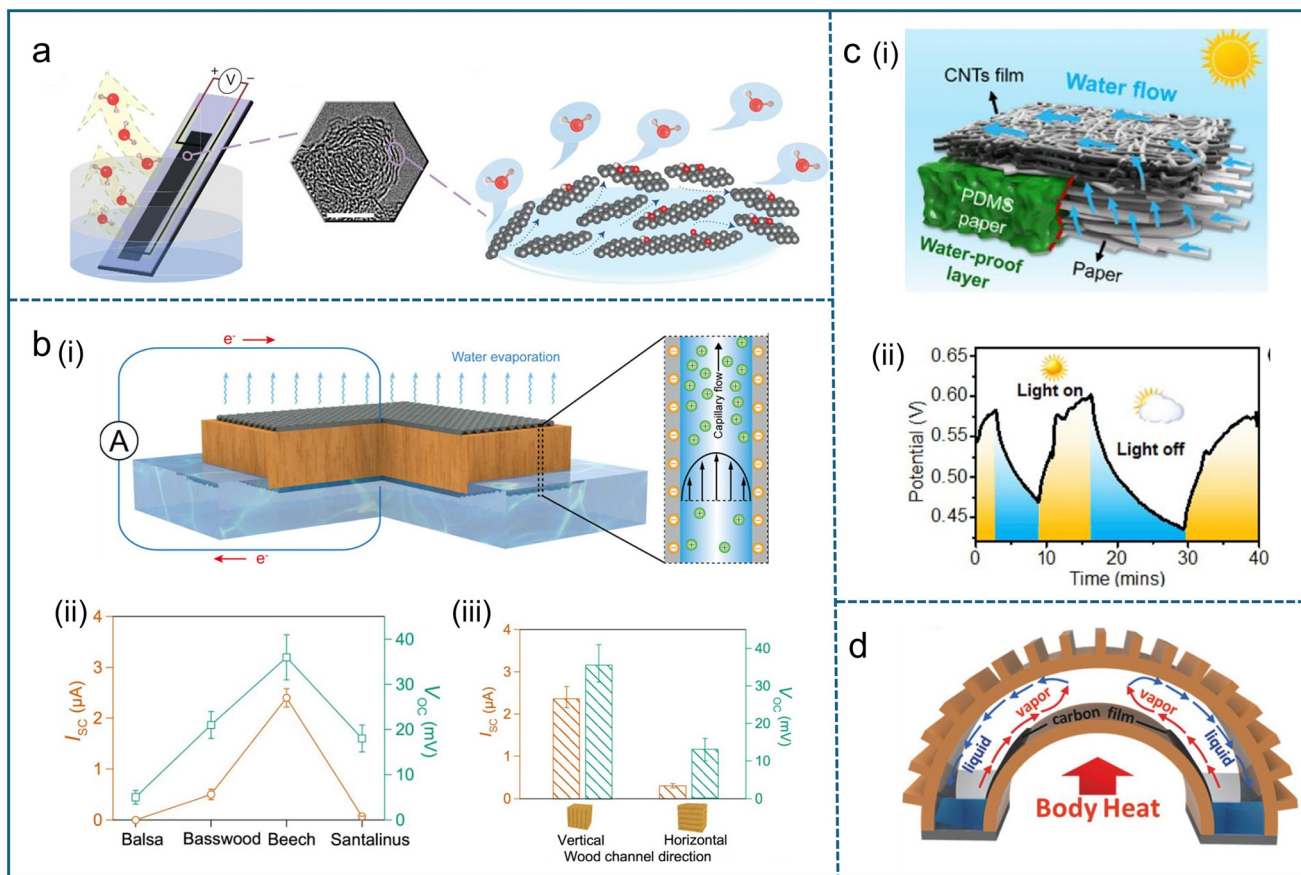 a
+ V −
b (i)
e-
Water evaporation
A
e-
Capillary flow
(ii)
4
3
2
1
0
ISC (μA)
40
30
20
10
0
VOC (mV)
Balsa
Basswood
Beech
Santalinus
(iii)
4
3
2
1
0
ISC (μA)
40
30
20
10
0
VOC (mV)
Vertical
Horizontal
Wood channel direction
c (i)
CNTs film
Water flow
PDMS
paper
Water-proof
layer
Paper
(ii)
0.65
0.60
0.55
0.50
0.45
Potential (V)
Light on
Light off
0
10
20
30
40
Time (mins)
d
vapor
vapor
carbon film
liquid
liquid
Body Heat